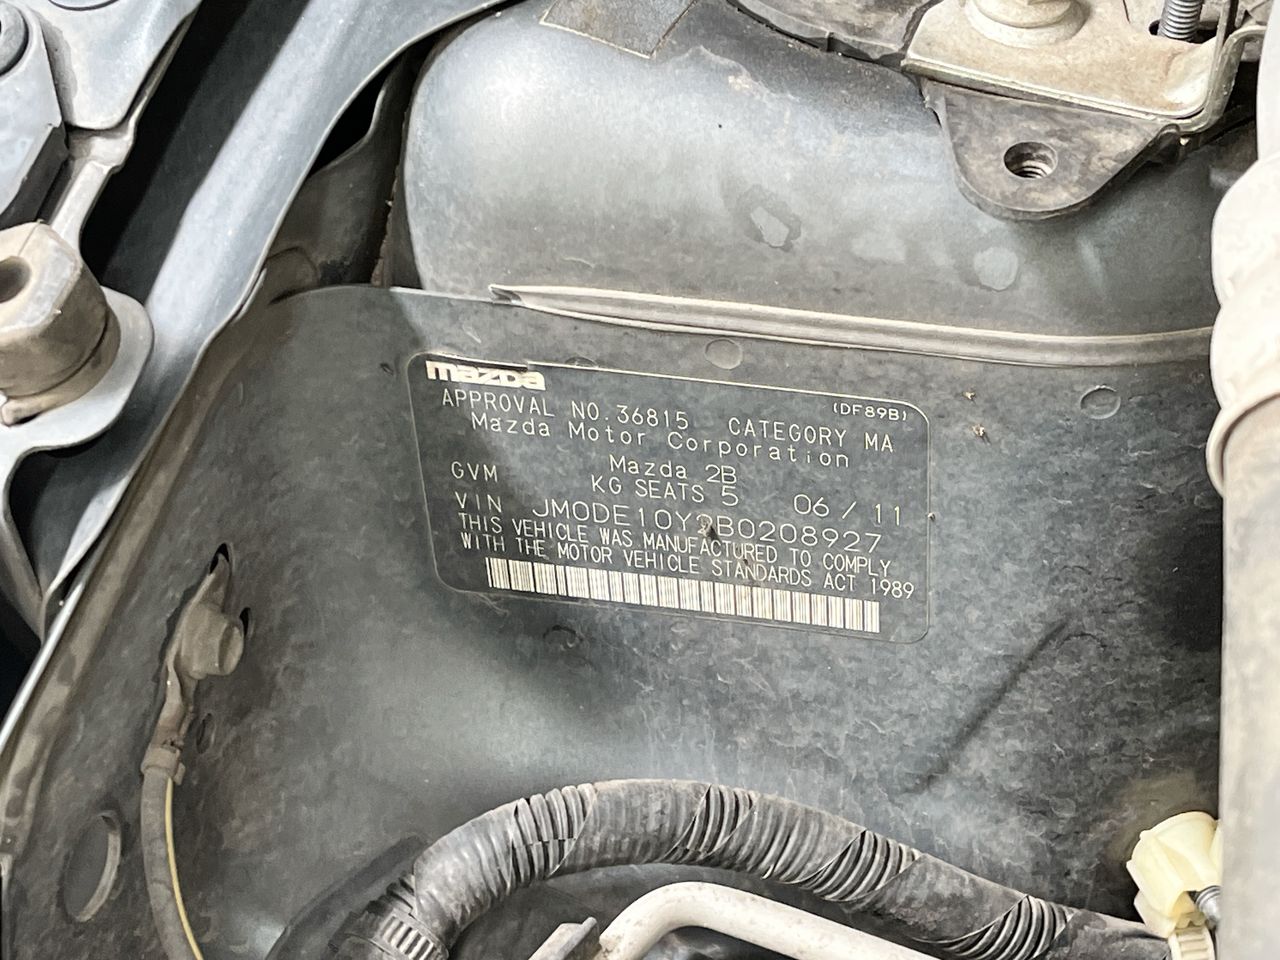 mazda
(DF89B)
APPROVAL NO.36815 CATEGORY MA
Mazda Motor Corporation
Mazda 2B
GVM KG SEATS 5 06 / 11
VIN
THIS VEHICLE WAS MANUFACTURED TO COMPLY
WITH THE MOTOR VEHICLE STANDARDS ACT 1989